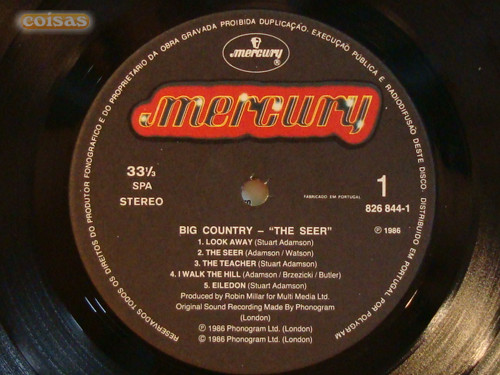 coisas
RESERVADOS TODOS OS DIREITOS DO PRODUTOR FONOGRAFICO E DO PROPRIETARIO DA OBRA GRAVADA PROIBIDA DUPLICAÇÃO, EXECUÇÃO PUBLICA E RADIODIFUSÃO DESTE DISCO. DISTRIBUIDO EM PORTUGAL POR POLYGRAM
mercury
®
mercury
33⅓
SPA
STEREO
FABRICADO EM PORTUGAL
1
826 844-1
℗ 1986
BIG COUNTRY – "THE SEER"
1. LOOK AWAY (Stuart Adamson)
2. THE SEER (Adamson / Watson)
3. THE TEACHER (Stuart Adamson)
4. I WALK THE HILL (Adamson / Brzezicki / Butler)
5. EILEDON (Stuart Adamson)
Produced by Robin Millar for Multi Media Ltd.
Original Sound Recording Made By Phonogram
(London)
℗ 1986 Phonogram Ltd. (London)
© 1986 Phonogram Ltd. (London)